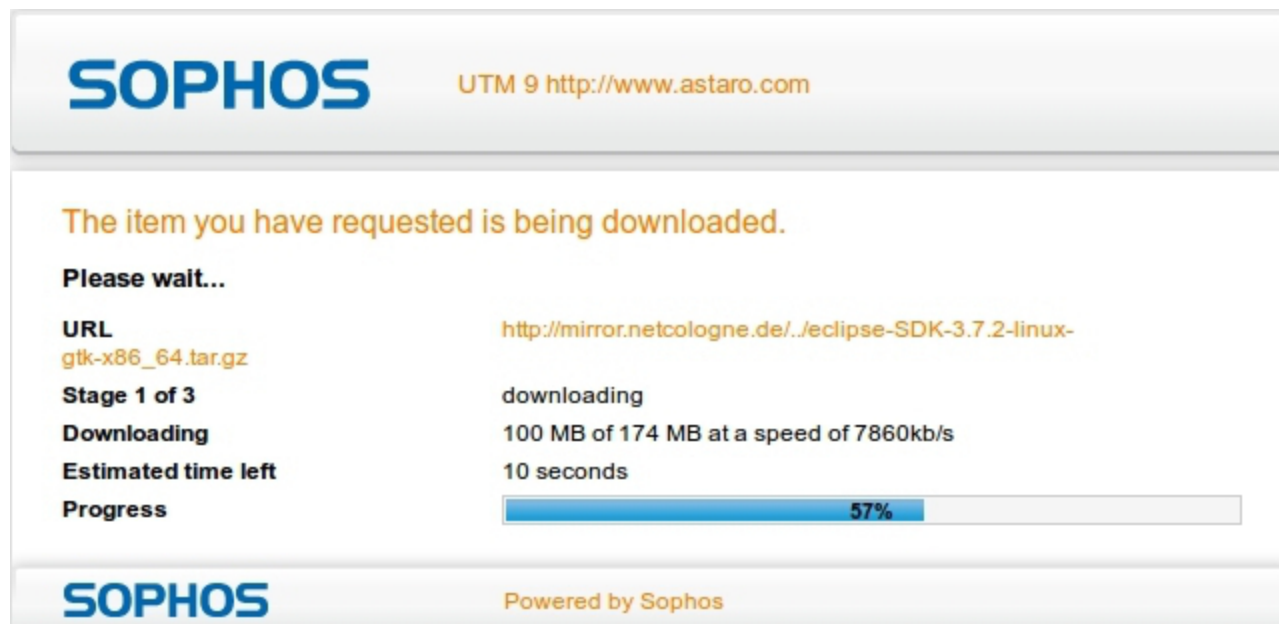 SOPHOS UTM 9 http://www.astaro.com
The item you have requested is being downloaded.
Please wait...
URL http://mirror.netcologne.de/../eclipse-SDK-3.7.2-linux-
gtk-x86_64.tar.gz
Stage 1 of 3 downloading
Downloading 100 MB of 174 MB at a speed of 7860kb/s
Estimated time left 10 seconds
Progress 57%
SOPHOS Powered by Sophos